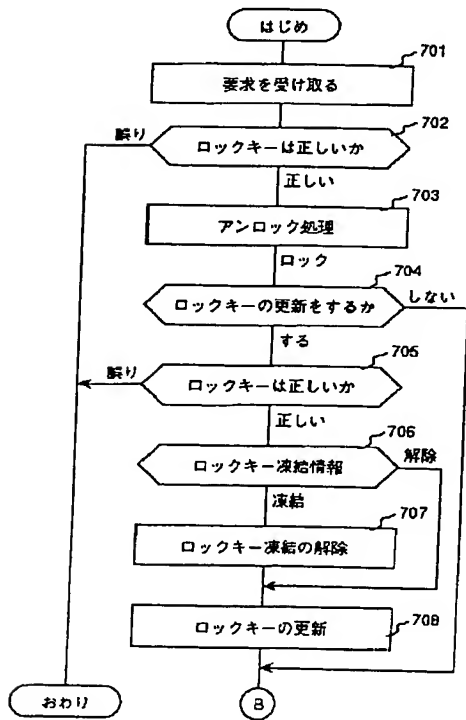 はじめ
701
要求を受け取る
702
誤り
ロックキーは正しいか
正しい
703
アンロック処理
ロック
704
ロックキーの更新をするか
しない
する
705
誤り
ロックキーは正しいか
正しい
706
ロックキー凍結情報
解除
凍結
707
ロックキー凍結の解除
ロックキーの更新
708
おわり
B